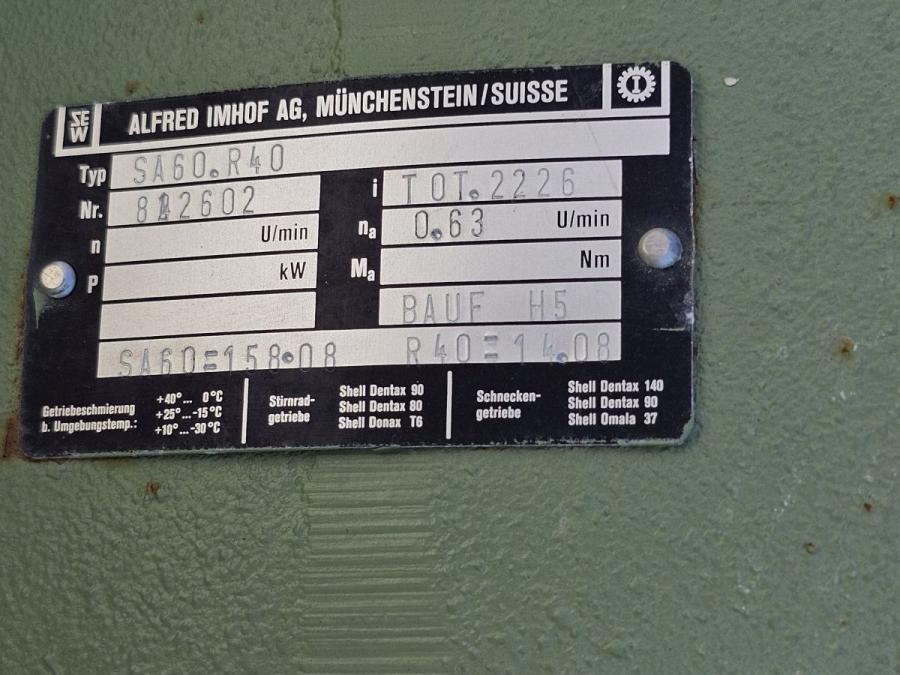 SEW ALFRED IMHOF AG, MÜNCHENSTEIN/SUISSE I
Typ SA60.R40
Nr. i TOT.2226
n U/min na 0.63 U/min
P kW Ma Nm
BAUF H5
SA60=158.08 R40=14.08
Getriebeschmierung
b. Umgebungstemp.:
+40°... 0°C
+25°...-15°C
+10°...-30°C
Stirnrad-
getriebe
Shell Dentax 90
Shell Dentax 80
Shell Donax T6
Schnecken-
getriebe
Shell Dentax 140
Shell Dentax 90
Shell Omala 37